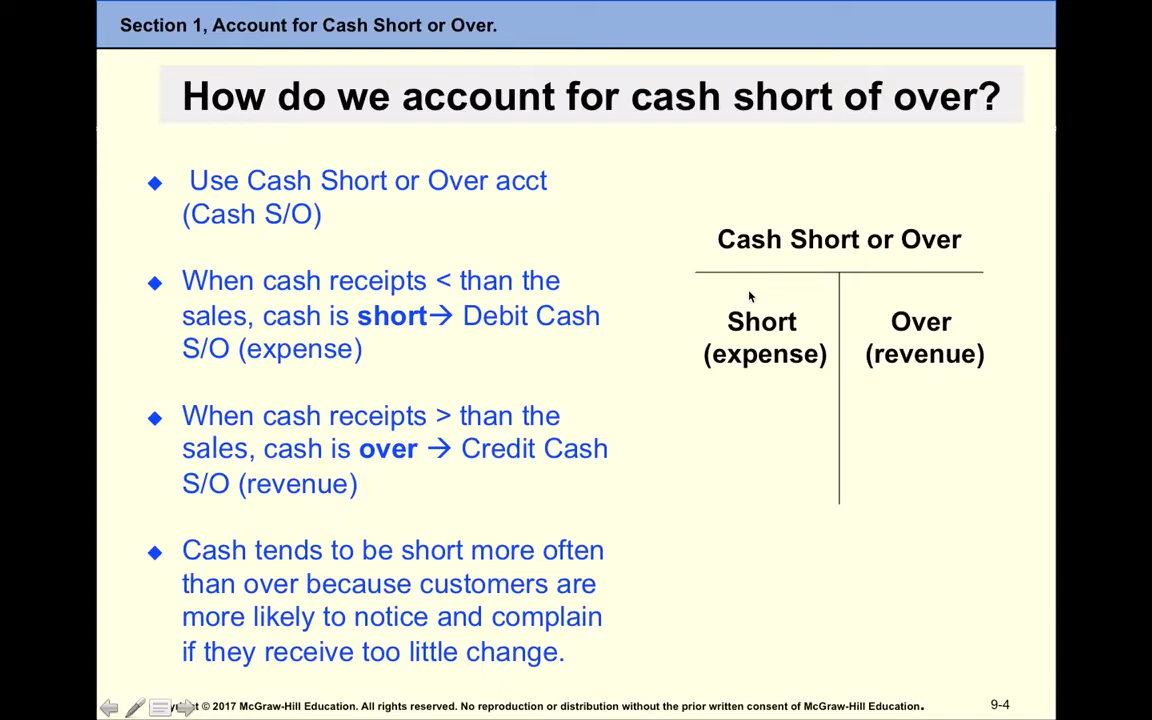 Section 1, Account for Cash Short or Over.
How do we account for cash short of over?
Use Cash Short or Over acct
(Cash S/O)
When cash receipts < than the
sales, cash is short→ Debit Cash
S/O (expense)
When cash receipts > than the
sales, cash is over → Credit Cash
S/O (revenue)
Cash tends to be short more often
than over because customers are
more likely to notice and complain
if they receive too little change.
Cash Short or Over
Short
(expense)
Over
(revenue)
© 2017 McGraw-Hill Education. All rights reserved. No reproduction or distribution without the prior written consent of McGraw-Hill Education.
9-4